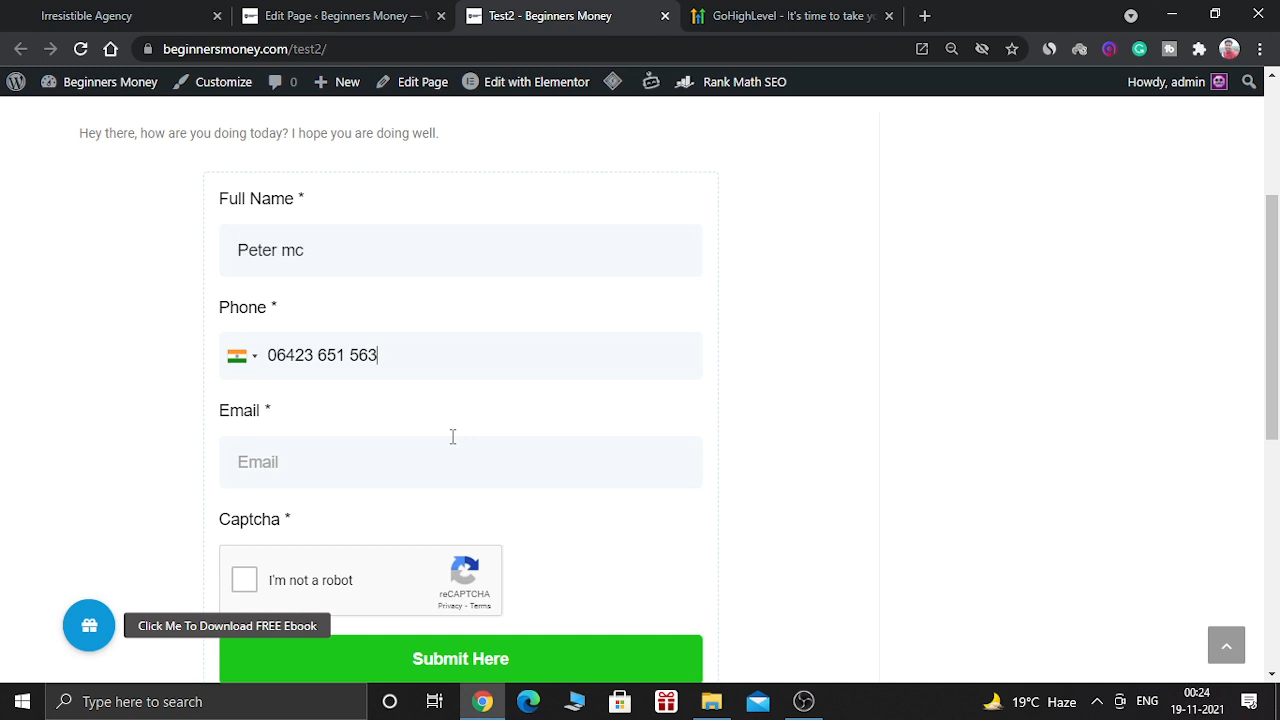 Irresistible Agency
Edit Page ‹ Beginners Money —
Test2 - Beginners Money
GoHighLevel - It's time to take yo
beginnersmoney.com/test2/
Beginners Money
Customize
0
New
Edit Page
Edit with Elementor
Rank Math SEO
Howdy, admin
Hey there, how are you doing today? I hope you are doing well.
Full Name *
Peter mc
Phone *
06423 651 563
Email *
Email
Captcha *
I'm not a robot
reCAPTCHA
Privacy - Terms
Click Me To Download FREE Ebook
Submit Here
Type here to search
19°C Haze
ENG
00:24
19-11-2021